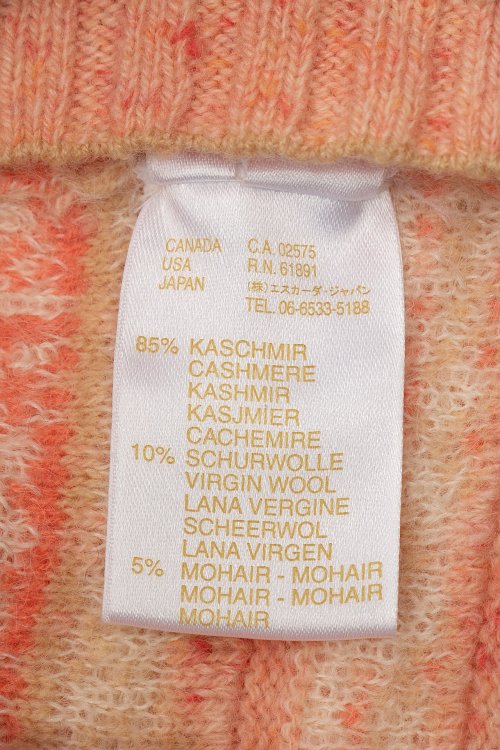 CANADA C.A. 02575
USA R.N. 61891
JAPAN (株)エスカーダ・ジャパン
TEL. 06-6533-5188
85% KASCHMIR
CASHMERE
KASHMIR
KASJMIER
CACHEMIRE
10% SCHURWOLLE
VIRGIN WOOL
LANA VERGINE
SCHEERWOL
LANA VIRGEN
5% MOHAIR - MOHAIR
MOHAIR - MOHAIR
MOHAIR